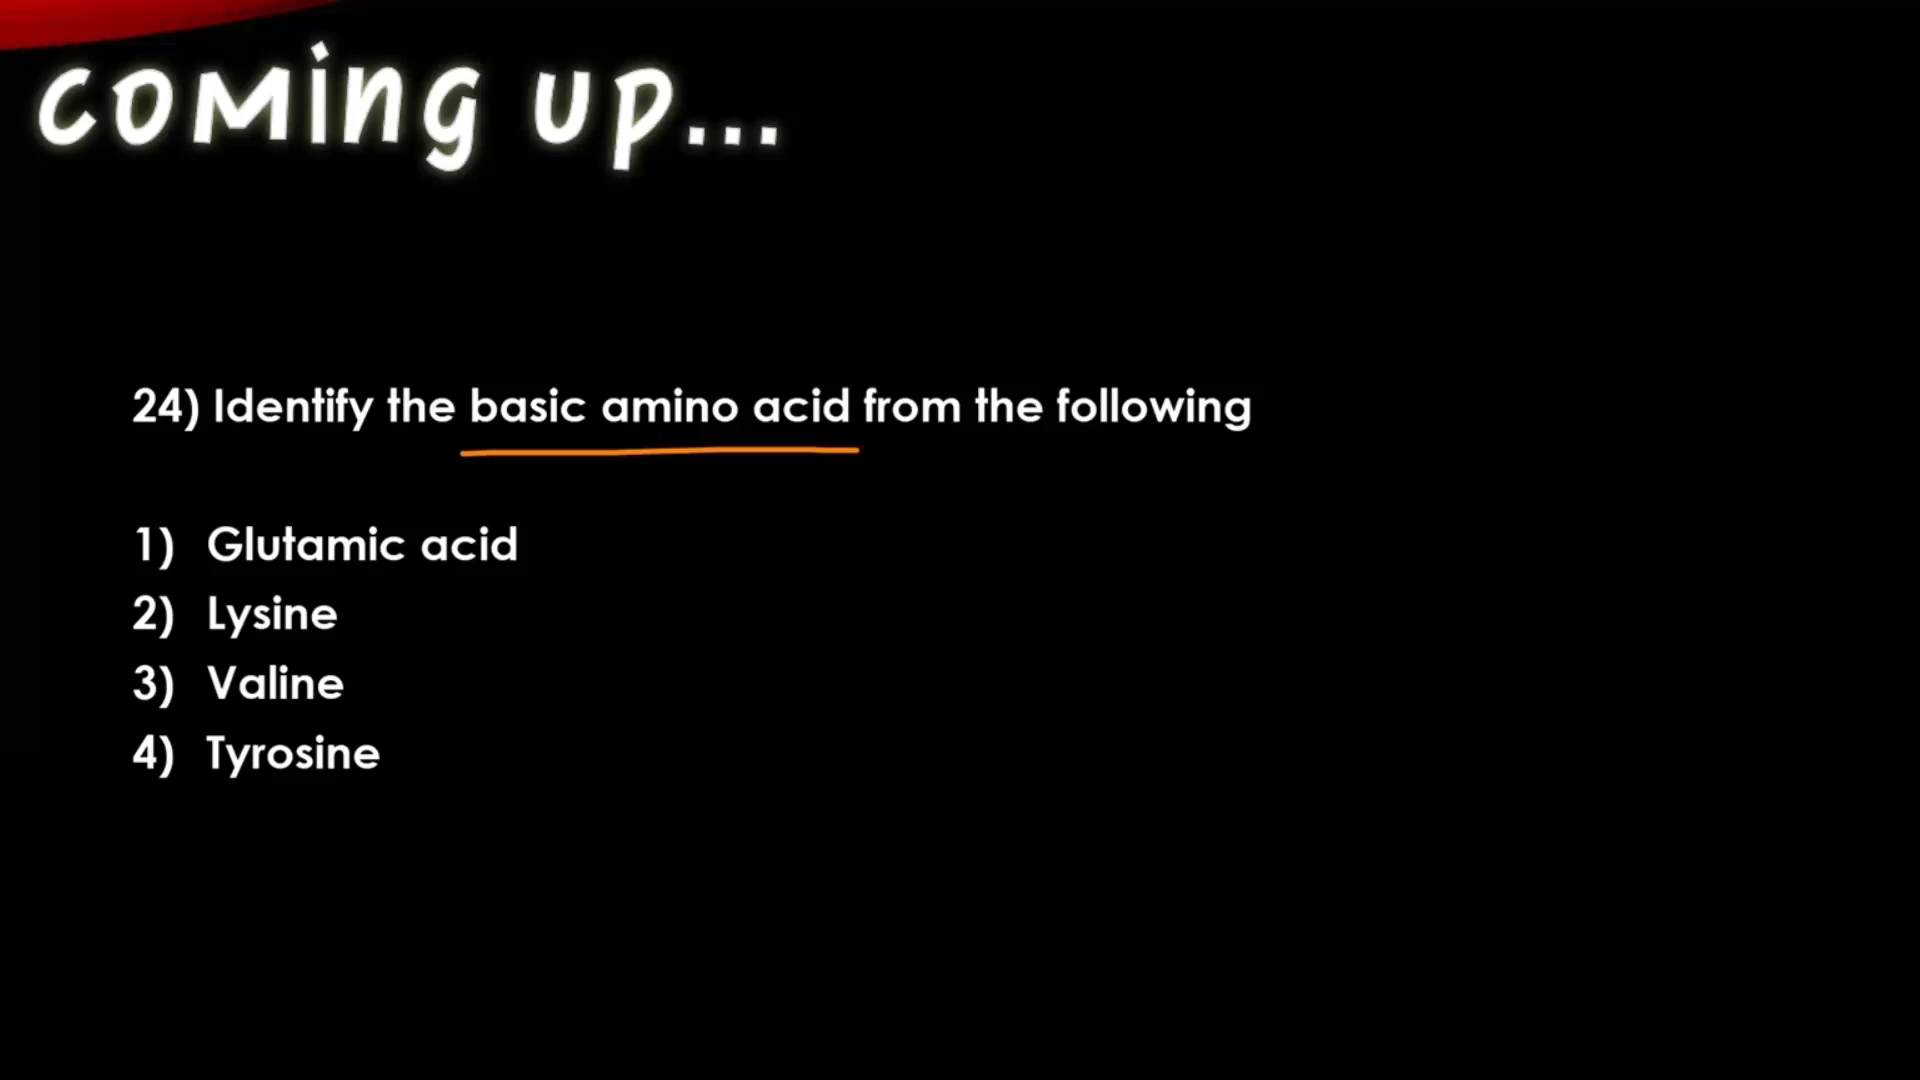 Coming up...
24) Identify the basic amino acid from the following
1) Glutamic acid
2) Lysine
3) Valine
4) Tyrosine